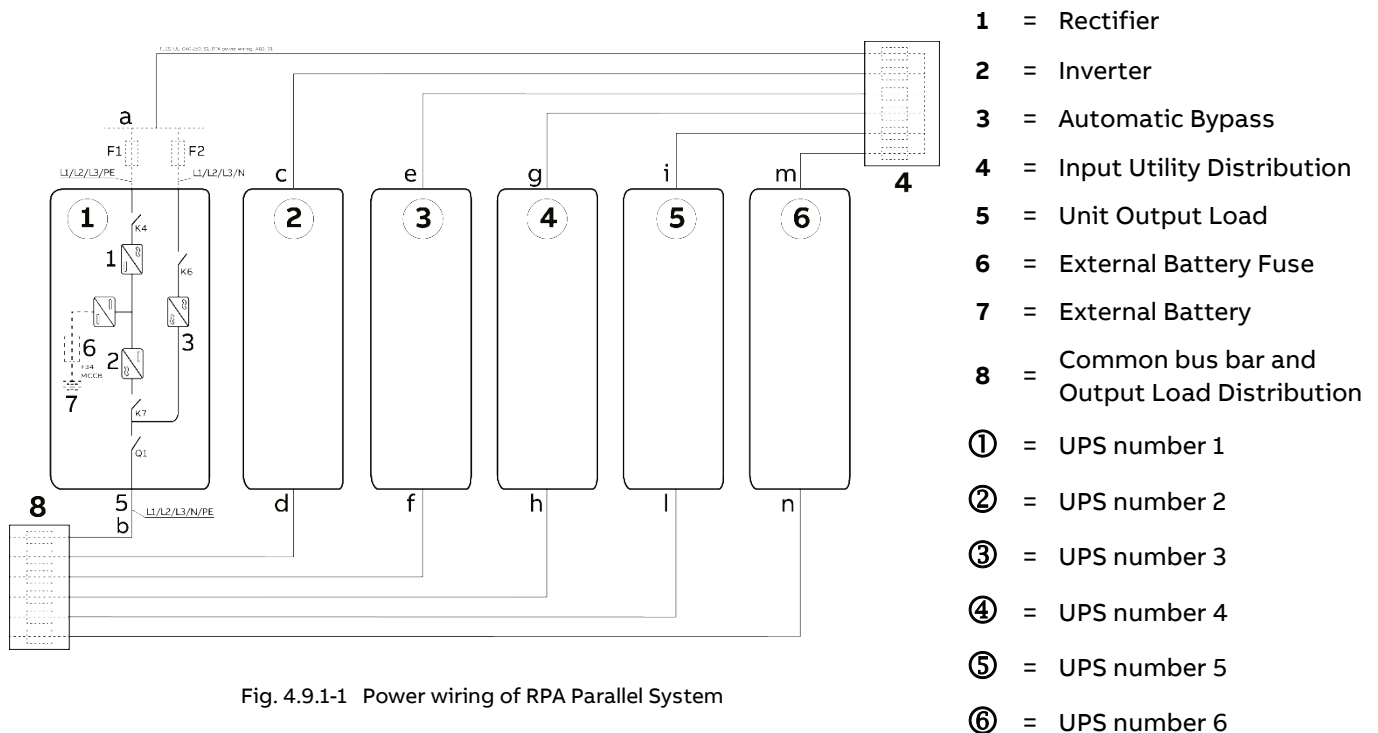 a
F1
F2
L1/L2/L3/PE
L1/L2/L3/N
c
e
g
i
m
4
1
2
3
4
5
6
K4
1
K6
3
6
2
F34
MCCB
7
K7
Q1
8
5
b
L1/L2/L3/N/PE
d
f
h
l
n
Fig. 4.9.1-1 Power wiring of RPA Parallel System
1 = Rectifier
2 = Inverter
3 = Automatic Bypass
4 = Input Utility Distribution
5 = Unit Output Load
6 = External Battery Fuse
7 = External Battery
8 = Common bus bar and
Output Load Distribution
① = UPS number 1
② = UPS number 2
③ = UPS number 3
④ = UPS number 4
⑤ = UPS number 5
⑥ = UPS number 6